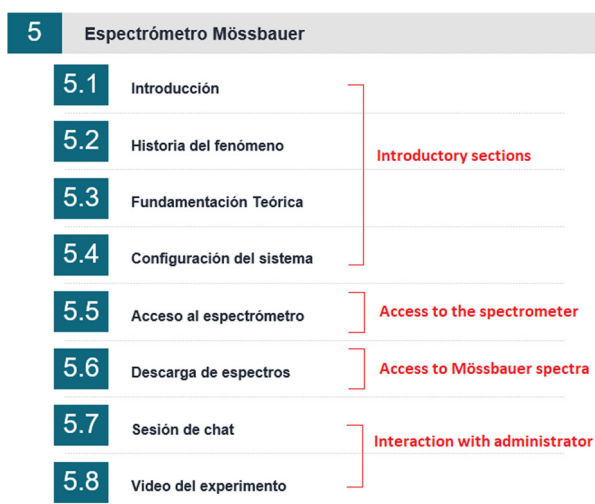 5 Espectrómetro Mössbauer
5.1 Introducción
5.2 Historia del fenómeno
Introductory sections
5.3 Fundamentación Teórica
5.4 Configuración del sistema
5.5 Acceso al espectrómetro
Access to the spectrometer
5.6 Descarga de espectros
Access to Mössbauer spectra
5.7 Sesión de chat
Interaction with administrator
5.8 Video del experimento